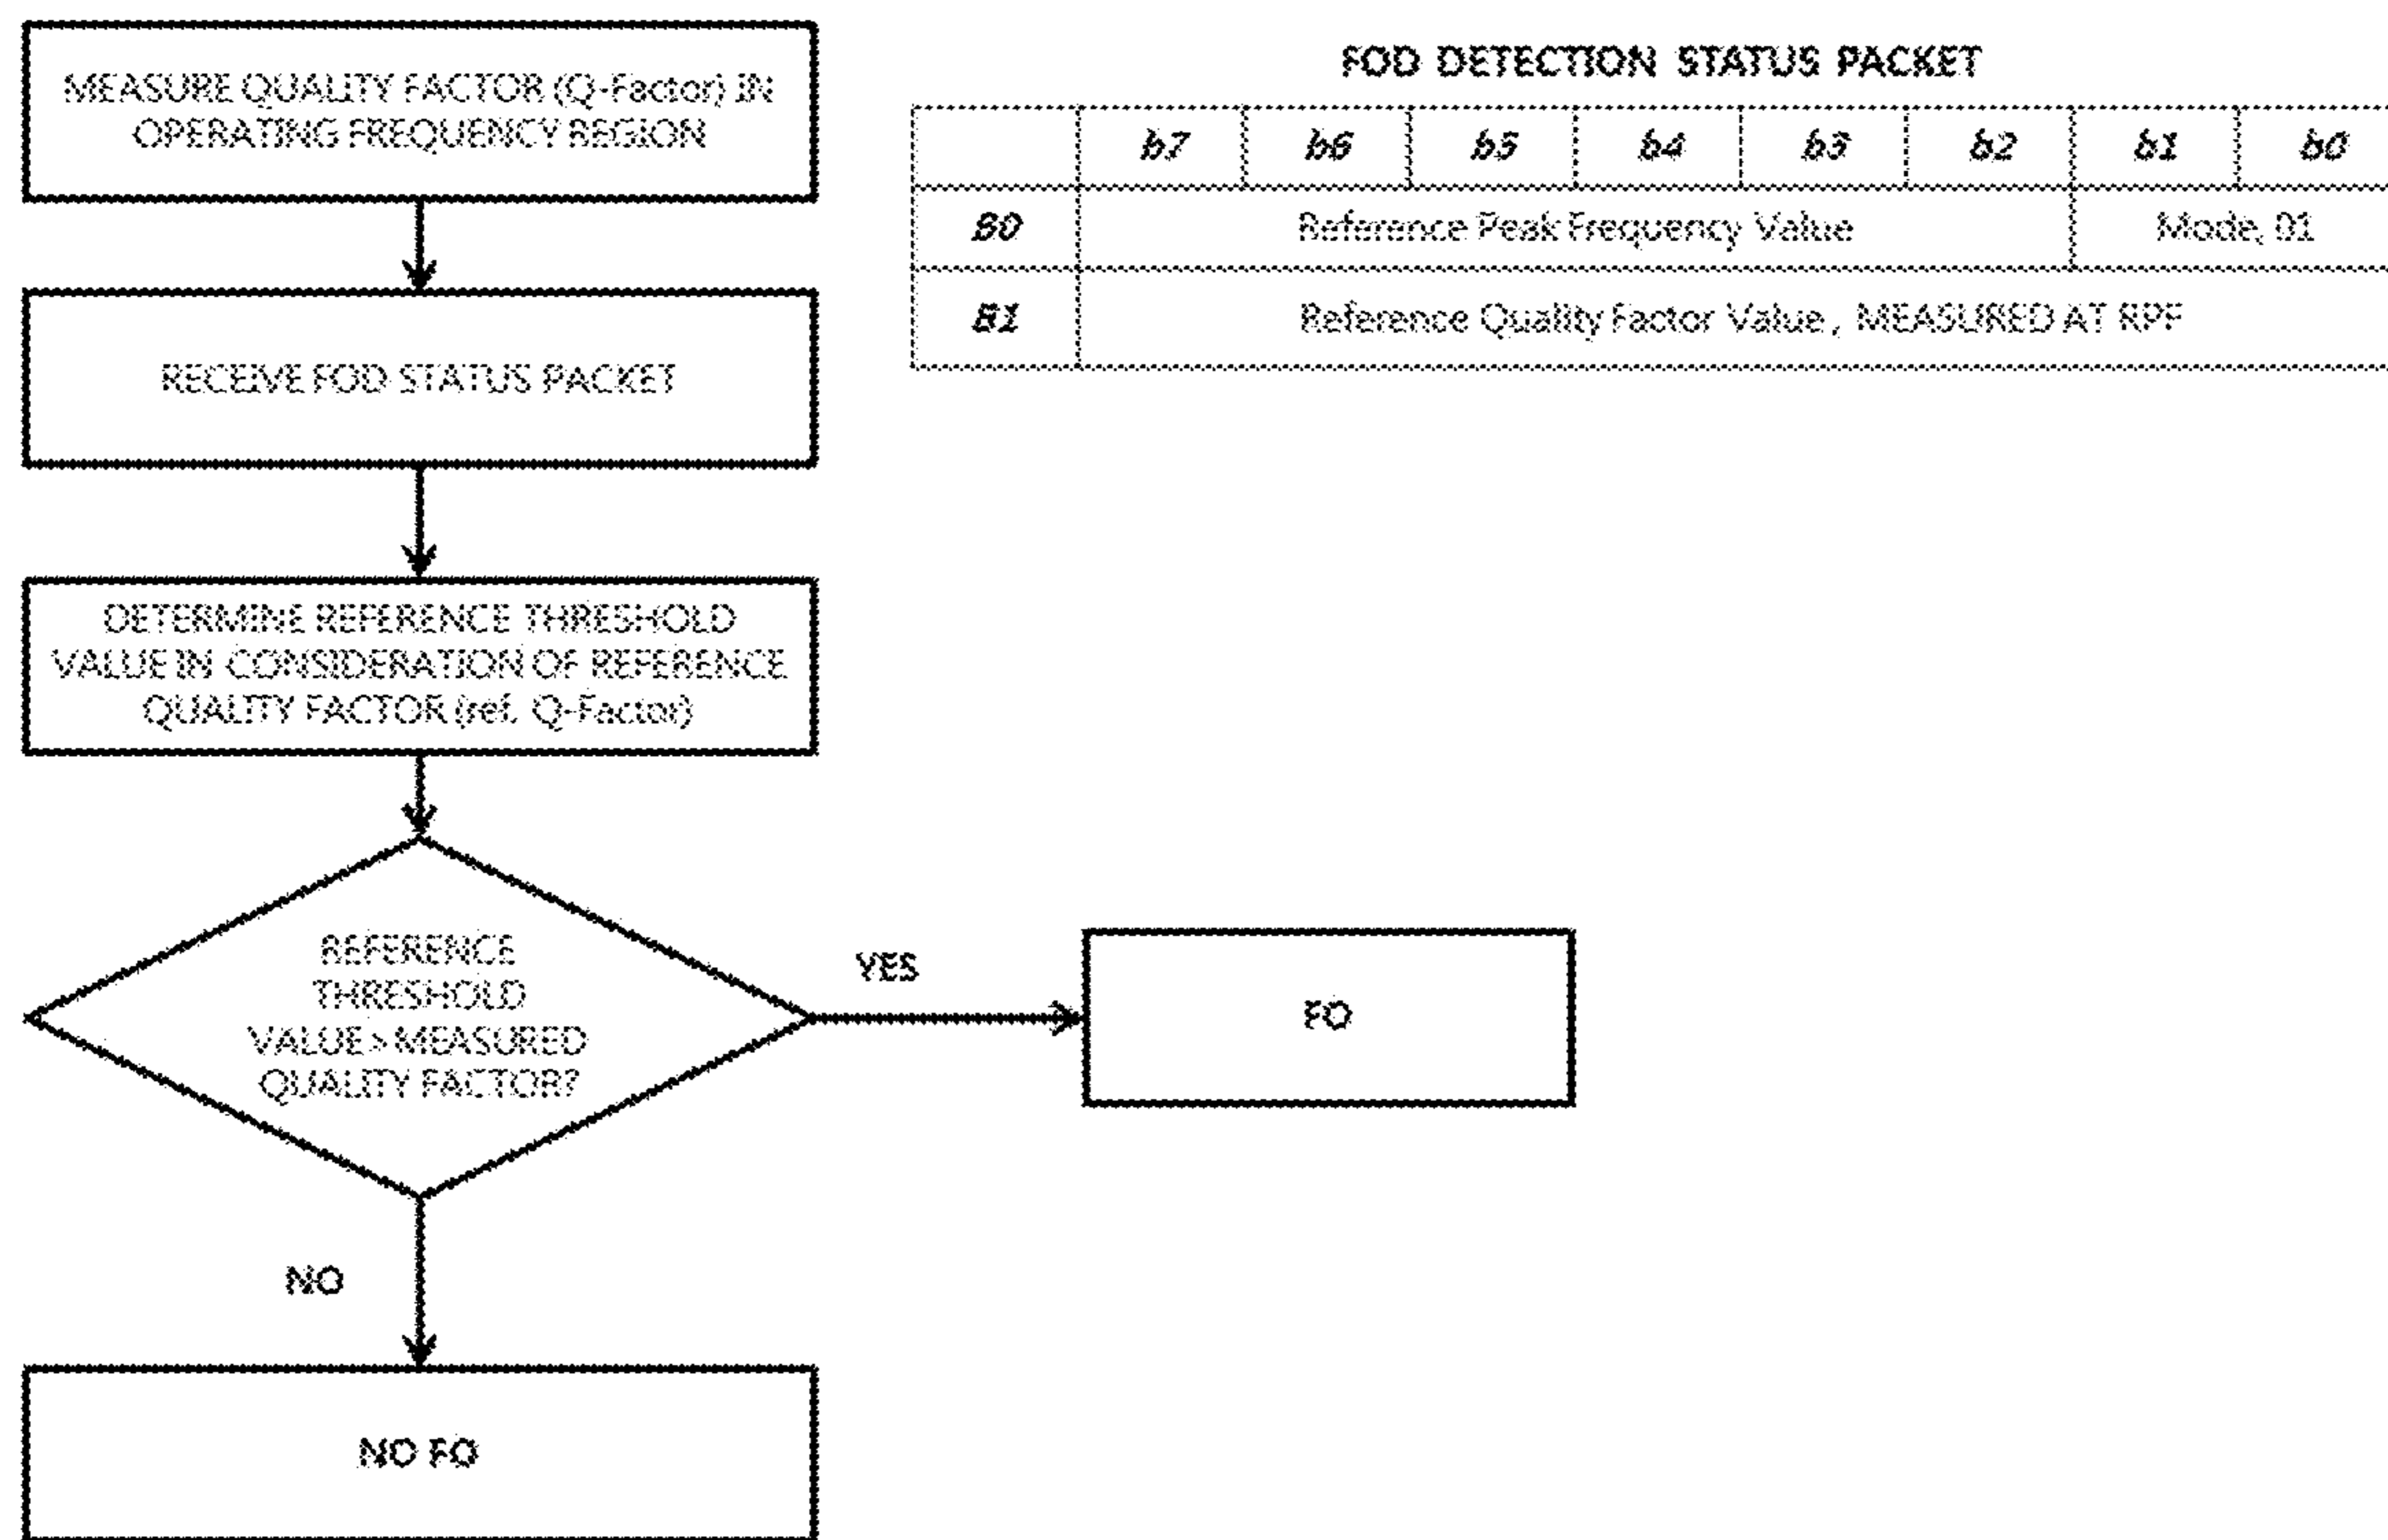 MEASURE QUALITY FACTOR (Q-Factor) IN
OPERATING FREQUENCY REGION
RECEIVE FOD STATUS PACKET
DETERMINE REFERENCE THRESHOLD
VALUE IN CONSIDERATION OF REFERENCE
QUALITY FACTOR (ref. Q-Factor)
REFERENCE
THRESHOLD
VALUE > MEASURED
QUALITY FACTOR?
YES
FO
NO
NO FO
FOD DETECTION STATUS PACKET
b7 b6 b5 b4 b3 b2 b1 b0
B0 Reference Peak Frequency Value Mode, 01
B1 Reference Quality Factor Value, MEASURED AT RPF